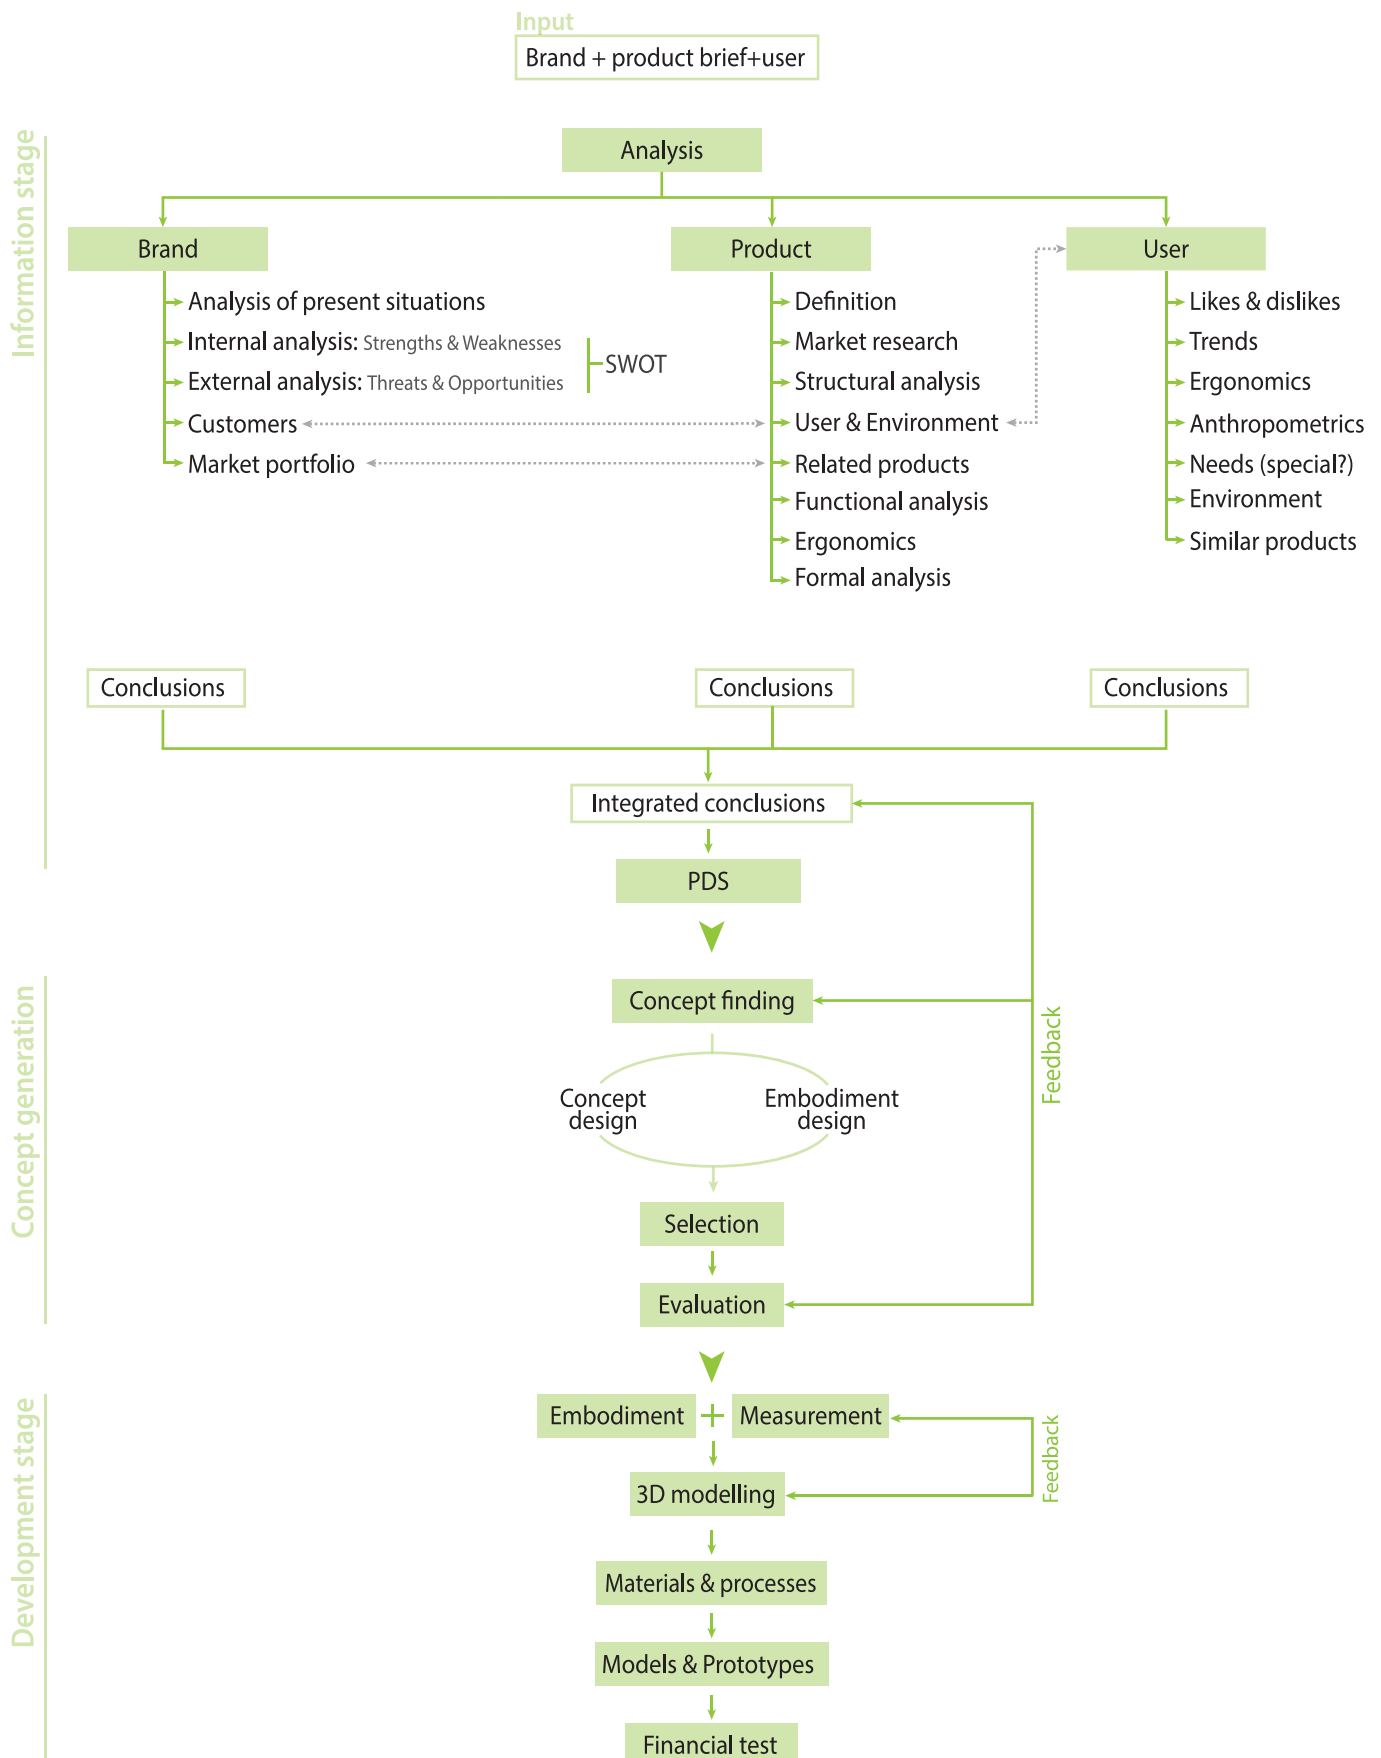 Input
Brand + product brief+user
Information stage
Analysis
Brand
Product
User
Analysis of present situations
Internal analysis: Strengths & Weaknesses
External analysis: Threats & Opportunities
SWOT
Customers
Market portfolio
Definition
Market research
Structural analysis
User & Environment
Related products
Functional analysis
Ergonomics
Formal analysis
Likes & dislikes
Trends
Ergonomics
Anthropometrics
Needs (special?)
Environment
Similar products
Conclusions
Conclusions
Conclusions
Integrated conclusions
PDS
Concept generation
Concept finding
Concept
design
Embodiment
design
Selection
Evaluation
Feedback
Development stage
Embodiment + Measurement
3D modelling
Feedback
Materials & processes
Models & Prototypes
Financial test